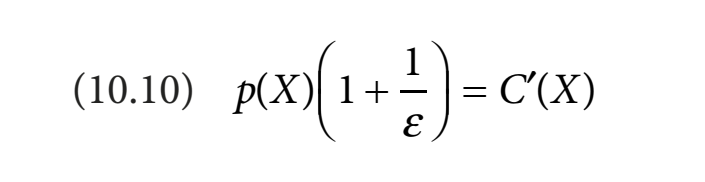 (10.10) p(X)(1 + 1/ε) = C′(X)